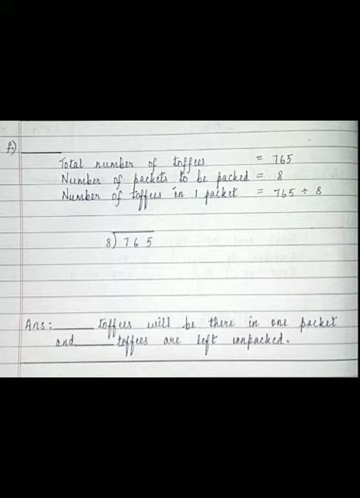 f) ______
Total number of toffees = 765
Number of packets to be packed = 8
Number of toffees in 1 packet = 765 ÷ 8
8) 7 6 5
Ans: ______ toffees will be there in one packet
and ______ toffees are left unpacked.